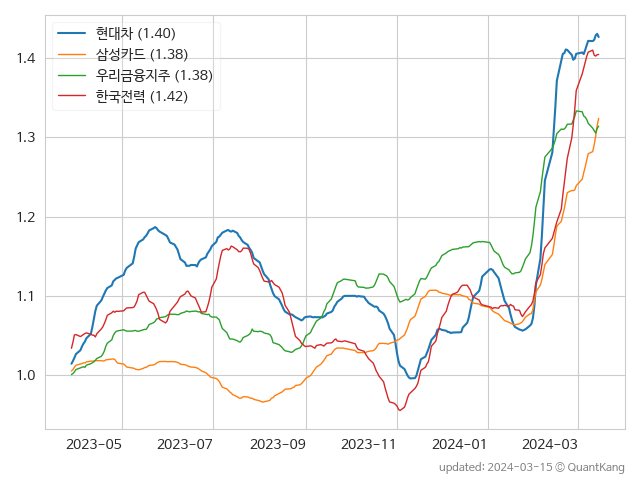 현대차 (1.40)
삼성카드 (1.38)
우리금융지주 (1.38)
한국전력 (1.42)
1.4
1.3
1.2
1.1
1.0
2023-05 2023-07 2023-09 2023-11 2024-01 2024-03
updated: 2024-03-15 ⓒ QuantKang